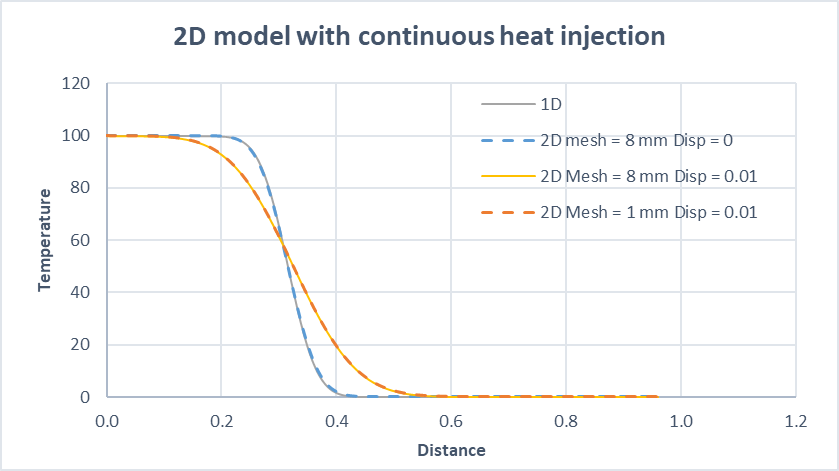 2D model with continuous heat injection
120
100
80
60
40
20
0
Temperature
1D
2D mesh = 8 mm Disp = 0
2D Mesh = 8 mm Disp = 0.01
2D Mesh = 1 mm Disp = 0.01
0.0 0.2 0.4 0.6 0.8 1.0 1.2
Distance